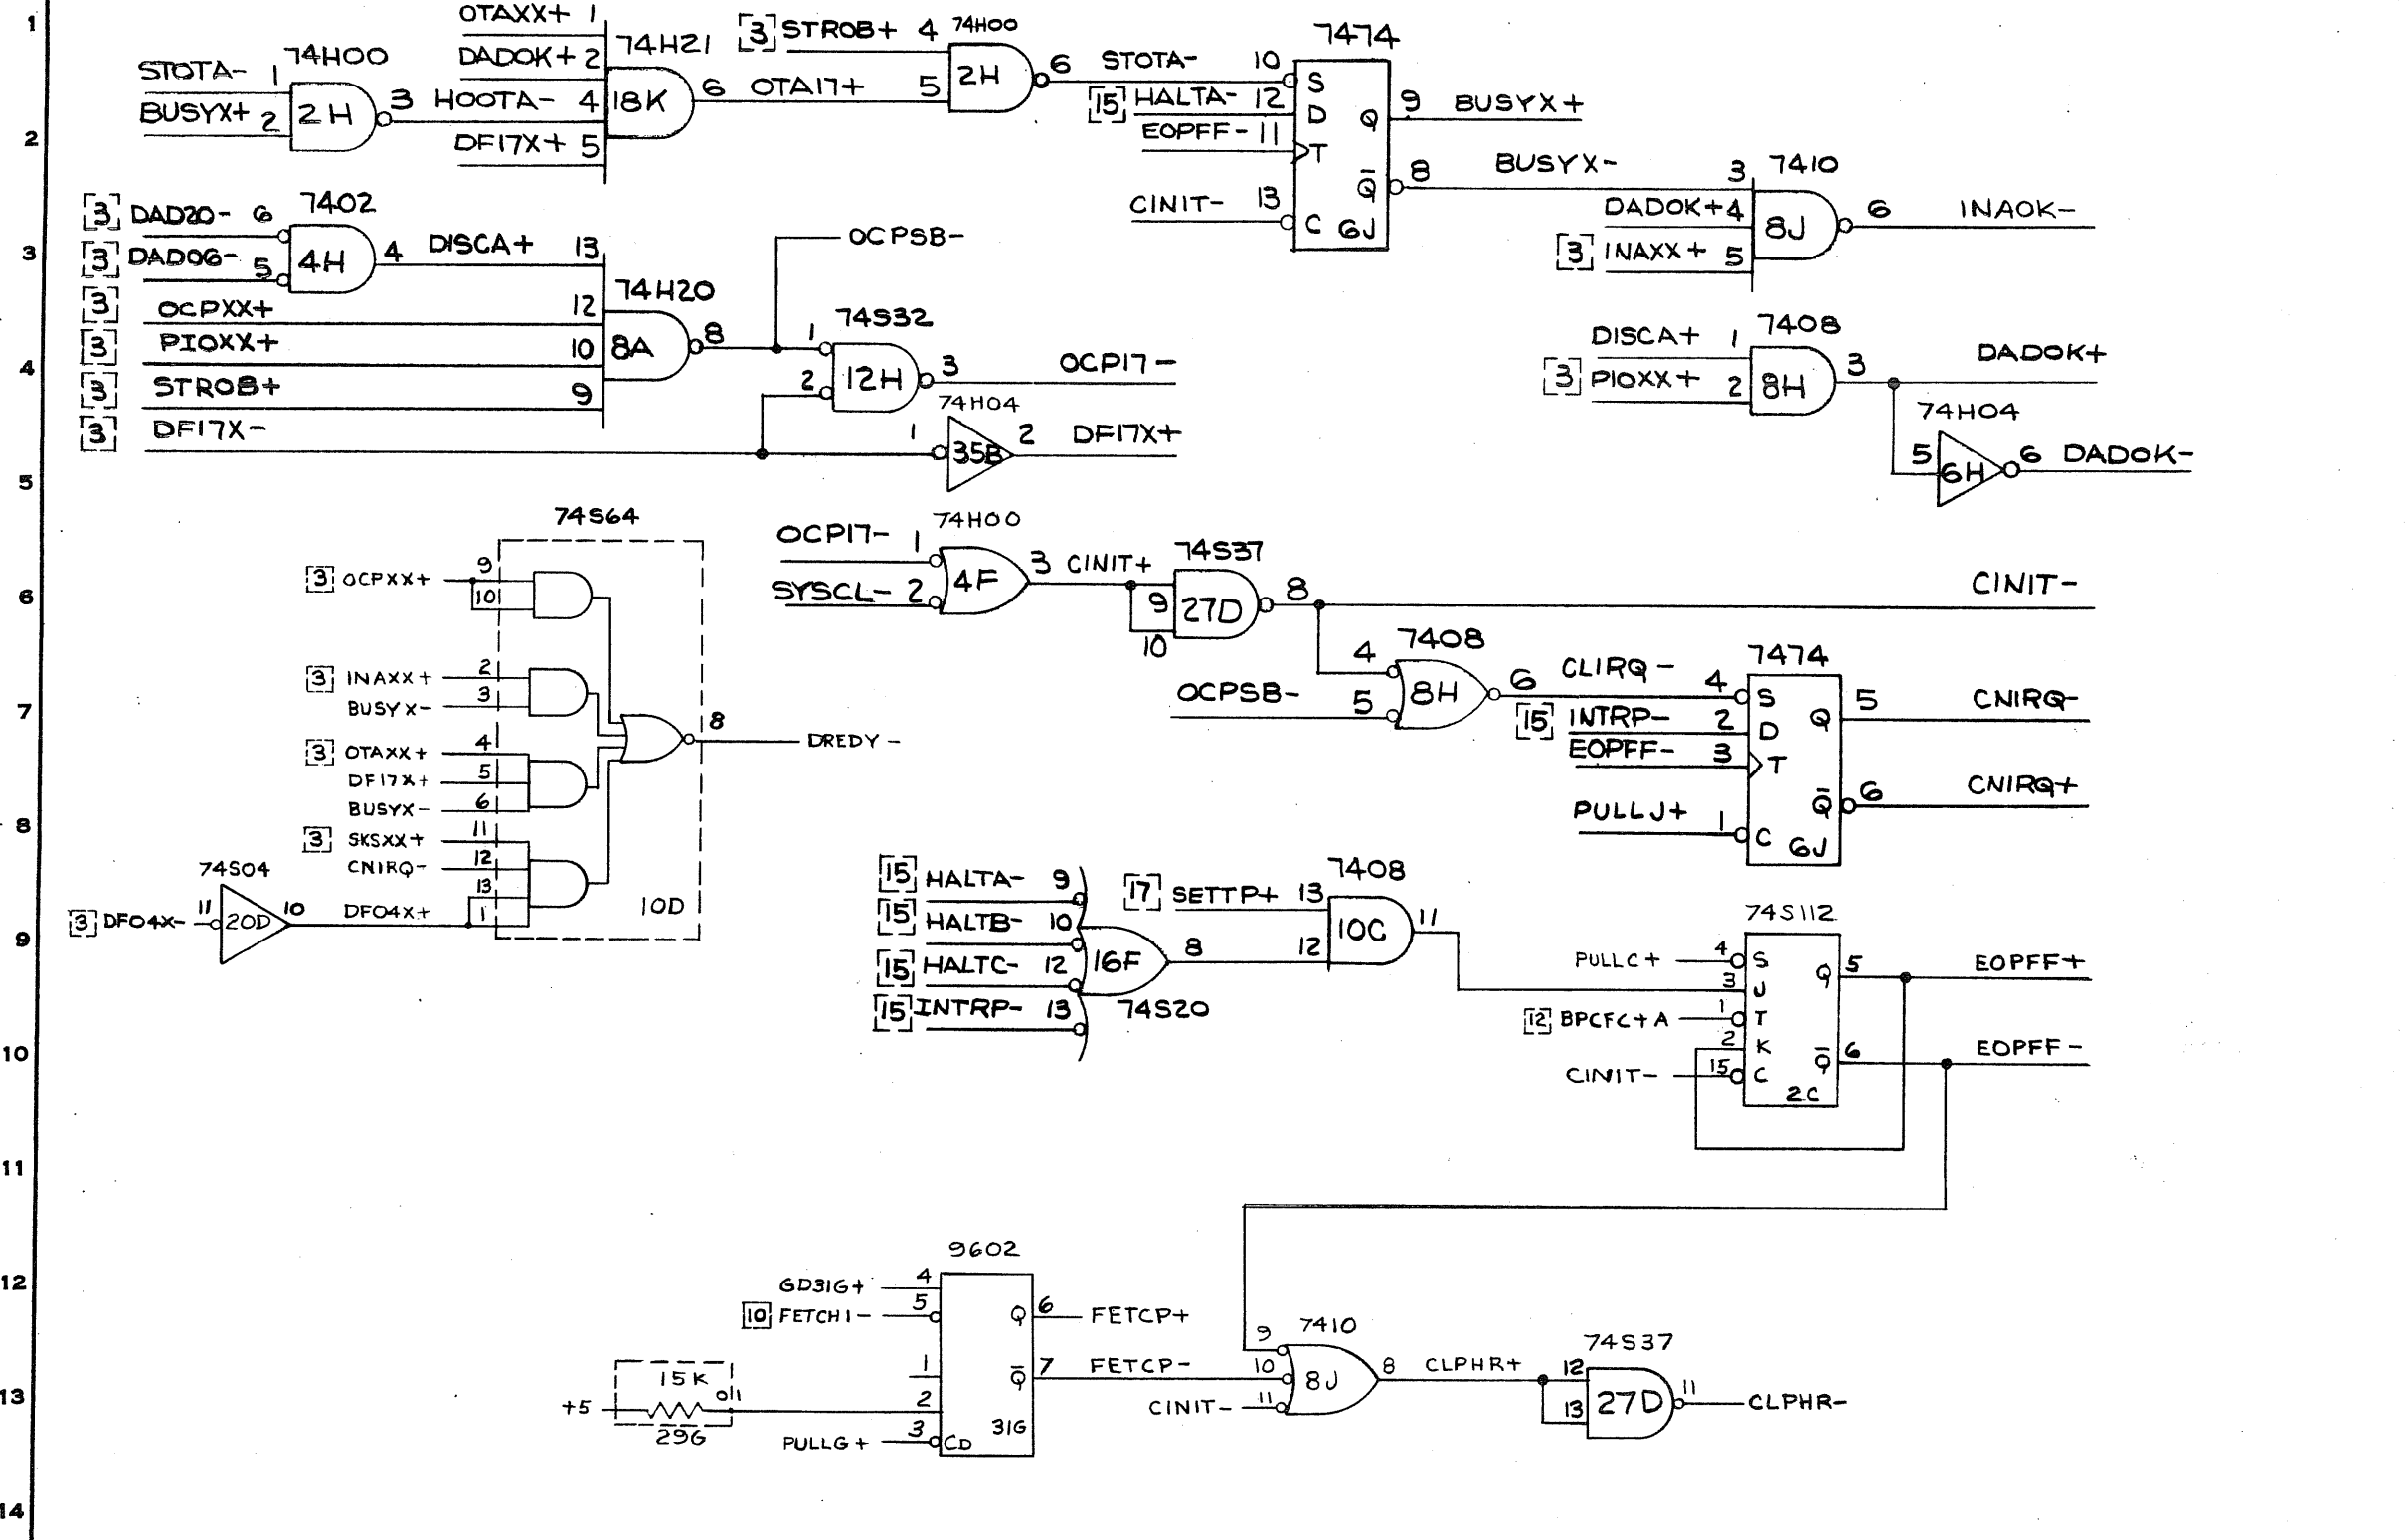 1
OTAXX+ 1
74H00
STOTA- 1
BUSYX+ 2
2H
3 HOOTA- 4
DADOK+ 2
74H21
18K
DF17X+ 5
6 OTA17+ 5
[3] STROB+ 4
74H00
2H
6 STOTA- 10
[15] HALTA- 12
EOPFF- 11
CINIT- 13
7474
S
D Q
T
Q̅
C 6J
9 BUSYX+
8 BUSYX- 3
2
7410
DADOK+ 4
[3] INAXX+ 5
8J
6 INAOK-
[3] DAD20- 6
7402
[3] DAD06- 5
4H
4 DISCA+ 13
3
[3] OCPXX+ 12
[3] PIOXX+ 10
[3] STROB+ 9
[3] DF17X-
74H20
8A
8
OCPSB-
74S32
1
2
12H
3 OCP17-
74H04
1
35B
2 DF17X+
4
DISCA+ 1
7408
[3] PIOXX+ 2
8H
3 DADOK+
74H04
5
6H
6 DADOK-
5
74S64
[3] OCPXX+ 9
10
[3] INAXX+ 2
BUSYX- 3
[3] OTAXX+ 4
DF17X+ 5
BUSYX- 6
[3] SKSXX+ 11
CNIRQ- 12
13
DF04X+ 1
10D
8
DREDY-
74S04
[3] DF04X- 11
20D
10
74H00
OCP17- 1
SYSCL- 2
4F
3 CINIT+
74S37
9
10
27D
8
CINIT-
6
7408
4
OCPSB- 5
8H
6 CLIRQ- 4
[15] INTRP- 2
EOPFF- 3
PULLJ+ 1
7474
S
Q
D
T
Q̅
C 6J
5 CNIRQ-
6 CNIRQ+
7
8
[15] HALTA- 9
[15] HALTB- 10
[15] HALTC- 12
[15] INTRP- 13
16F
74S20
8
[17] SETTP+ 13
12
7408
10C
11
9
74S112
PULLC+ 4
3
[12] BPCFC+A 1
2
CINIT- 15
S
Q
J
T
K
Q̅
C
2C
5 EOPFF+
6 EOPFF-
10
11
9602
GD31G+ 4
[10] FETCH1- 5
1
2
PULLG+ 3
Q
Q̅
31G
CD
6 FETCP+
7 FETCP- 10
12
15K
+5
011
29G
7410
9
CINIT- 11
8J
8 CLPHR+ 12
13
74S37
27D
11
CLPHR-
13
14